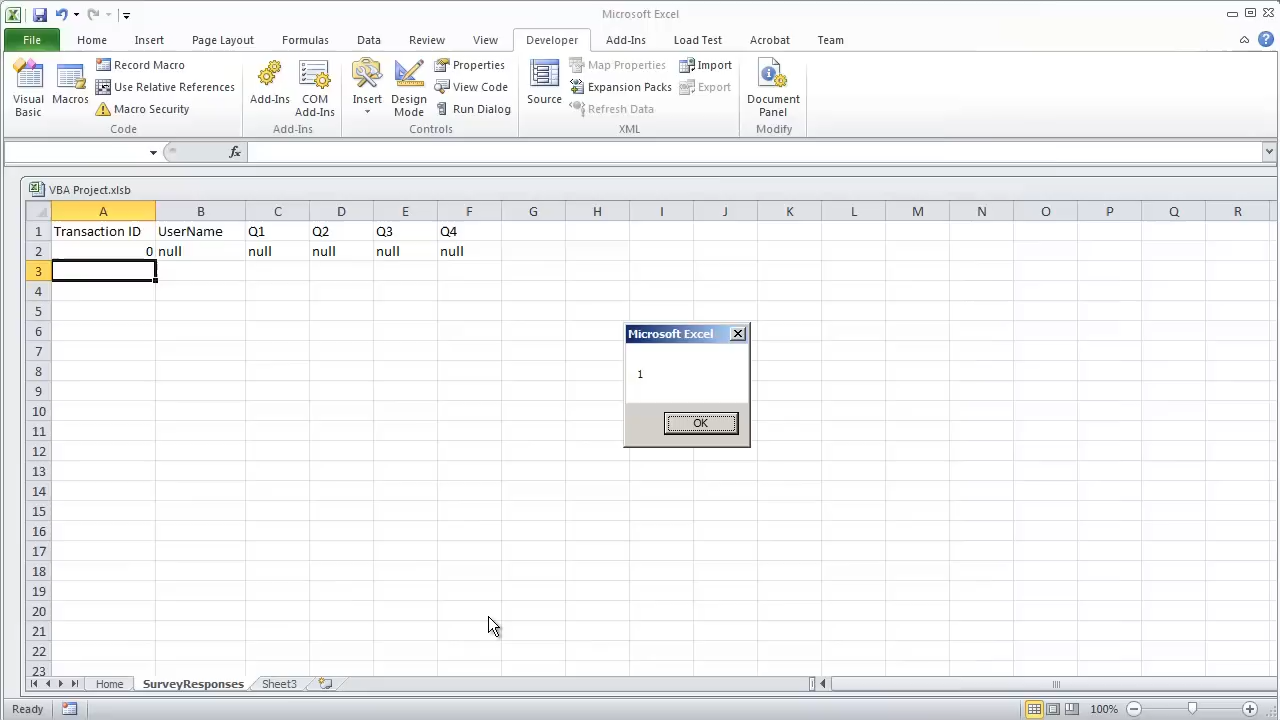 Microsoft Excel
File Home Insert Page Layout Formulas Data Review View Developer Add-Ins Load Test Acrobat Team
Visual Basic
Macros
Record Macro
Use Relative References
Macro Security
Code
Add-Ins
COM Add-Ins
Add-Ins
Insert
Design Mode
Properties
View Code
Run Dialog
Controls
Source
Map Properties
Expansion Packs
Refresh Data
Import
Export
XML
Document Panel
Modify
fx
VBA Project.xlsb
A B C D E F G H I J K L M N O P Q R
1 Transaction ID UserName Q1 Q2 Q3 Q4
2 0 null null null null null
3
4
5
6
7
8
9
10
11
12
13
14
15
16
17
18
19
20
21
22
23
Microsoft Excel
1
OK
Home SurveyResponses Sheet3
Ready 100%